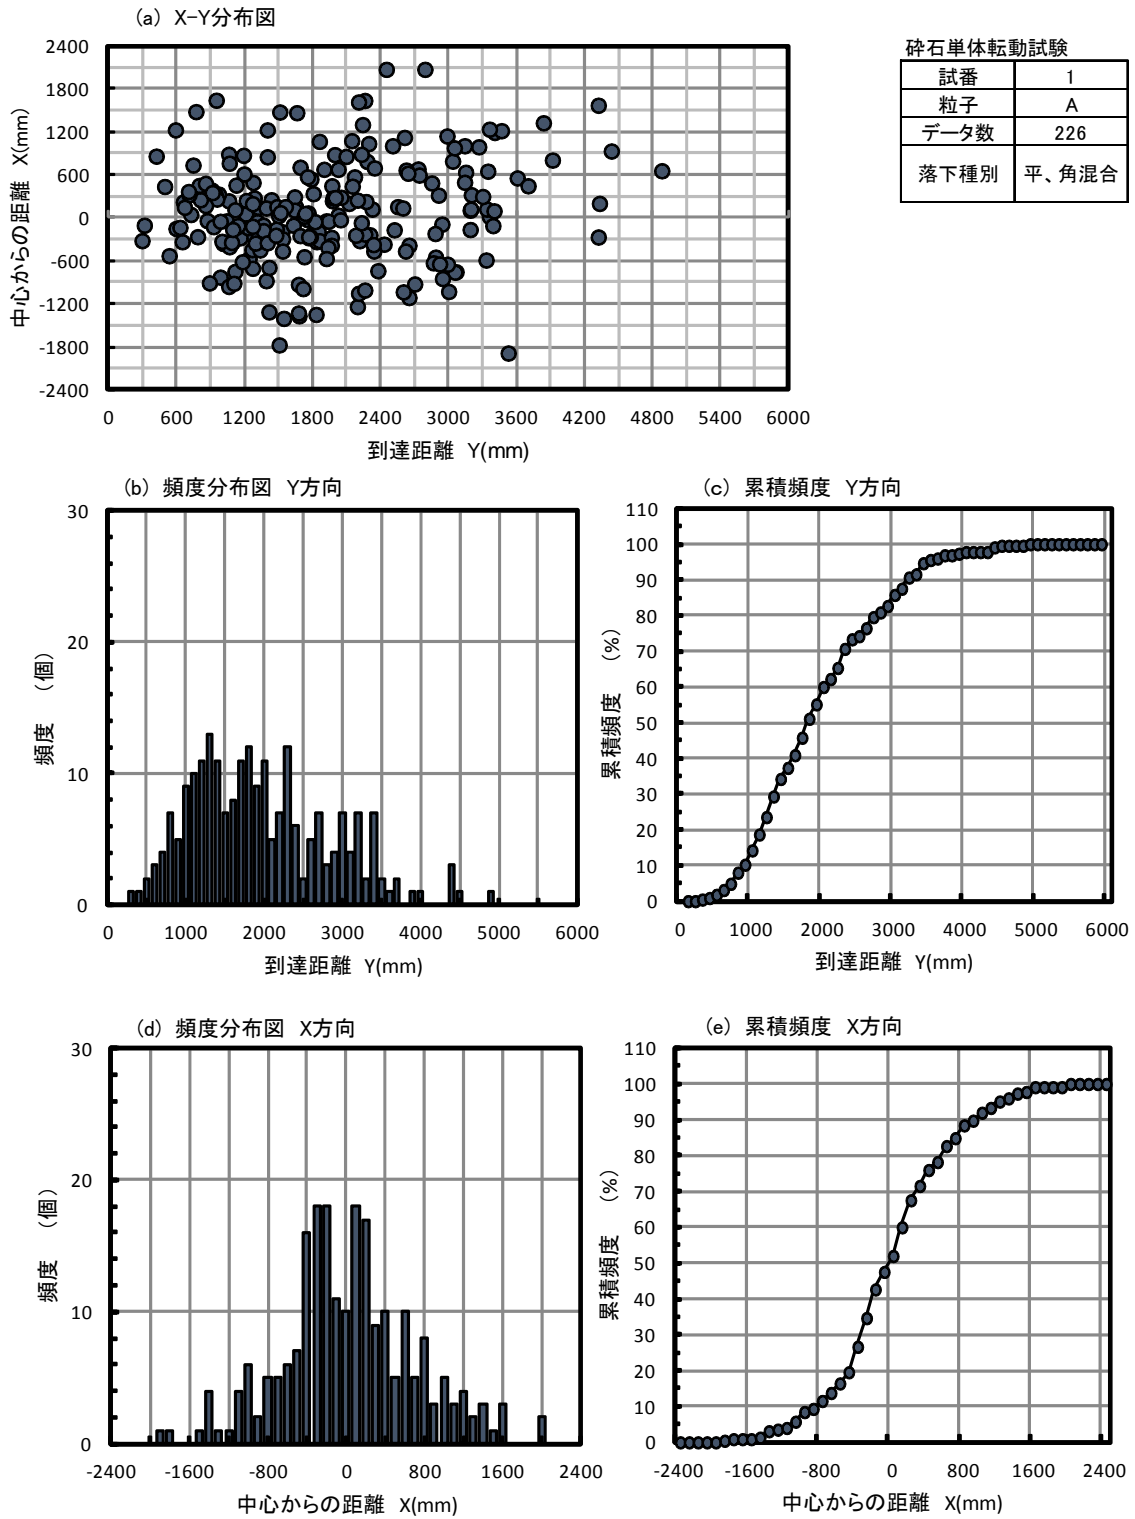 (a) X-Y分布図
2400
1800
1200
600
0
-600
-1200
-1800
-2400
中心からの距離 X(mm)
0 600 1200 1800 2400 3000 3600 4200 4800 5400 6000
到達距離 Y(mm)
砕石単体転動試験
試番 1
粒子 A
データ数 226
落下種別 平、角混合
(b) 頻度分布図 Y方向
30
20
10
0
頻度 (個)
0 1000 2000 3000 4000 5000 6000
到達距離 Y(mm)
(c) 累積頻度 Y方向
110
100
90
80
70
60
50
40
30
20
10
0
累積頻度 (%)
0 1000 2000 3000 4000 5000 6000
到達距離 Y(mm)
(d) 頻度分布図 X方向
30
20
10
0
頻度 (個)
-2400 -1600 -800 0 800 1600 2400
中心からの距離 X(mm)
(e) 累積頻度 X方向
110
100
90
80
70
60
50
40
30
20
10
0
累積頻度 (%)
-2400 -1600 -800 0 800 1600 2400
中心からの距離 X(mm)